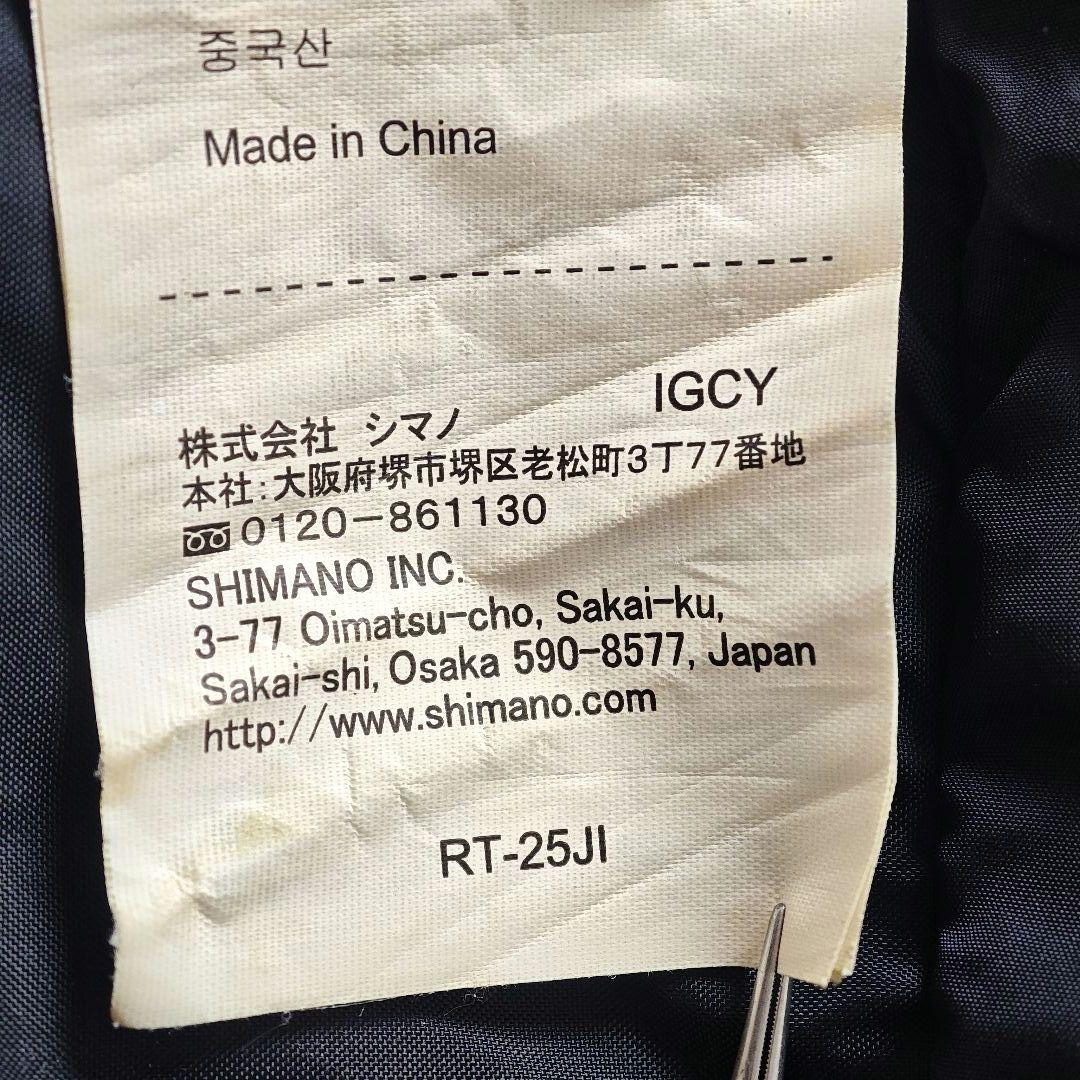 중국산
Made in China
IGCY
株式会社 シマノ
本社:大阪府堺市堺区老松町3丁77番地
0120-861130
SHIMANO INC.
3-77 Oimatsu-cho, Sakai-ku,
Sakai-shi, Osaka 590-8577, Japan
http://www.shimano.com
RT-25JI